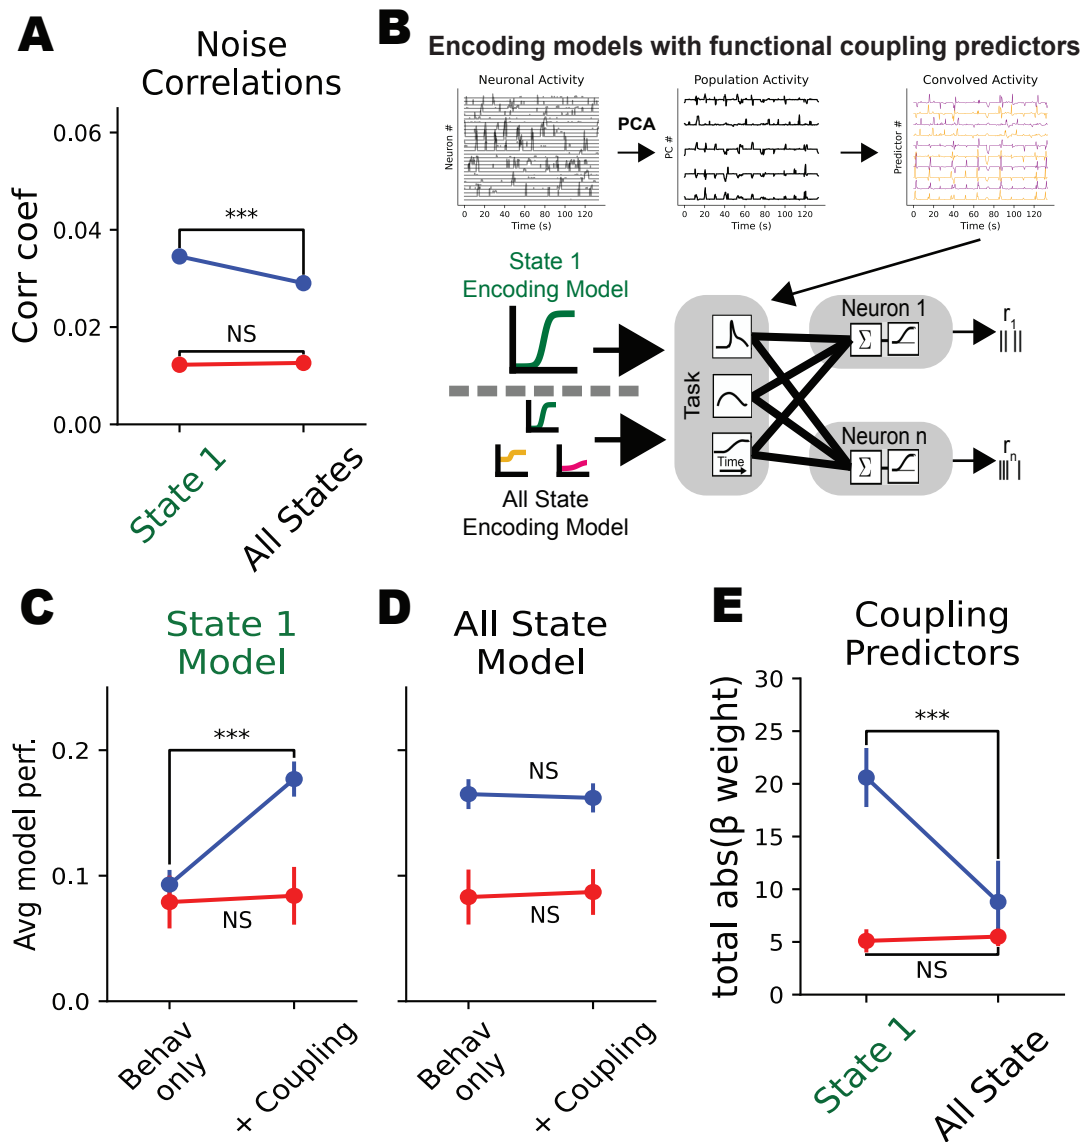 A
Noise
Correlations
0.06
0.04
0.02
0.00
Corr coef
***
NS
State 1
All States
B
Encoding models with functional coupling predictors
Neuronal Activity
Neuron #
0 20 40 60 80 100 120
Time (s)
PCA
Population Activity
PC #
0 20 40 60 80 100 120
Time (s)
Convolved Activity
Predictor #
0 20 40 60 80 100 120
Time (s)
State 1
Encoding Model
All State
Encoding Model
Task
Time
Neuron 1
Σ
r1
Neuron n
Σ
rn
C
State 1
Model
0.2
0.1
0.0
Avg model perf.
***
NS
Behav
only
+ Coupling
D
All State
Model
NS
NS
Behav
only
+ Coupling
E
Coupling
Predictors
30
25
20
15
10
5
0
total abs(β weight)
***
NS
State 1
All State